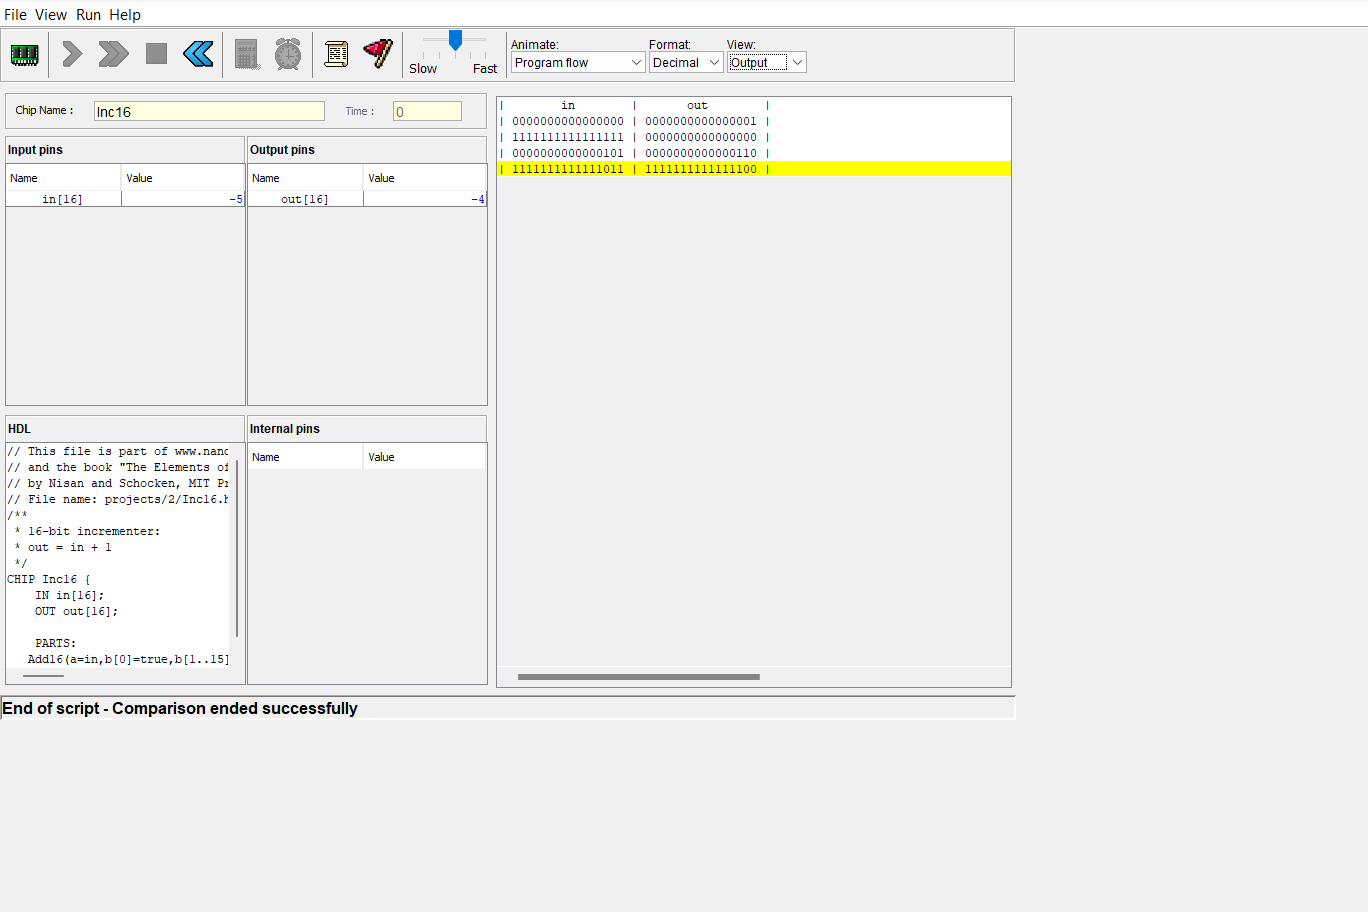 File View Run Help
Slow Fast
Animate: Format: View:
Program flow Decimal Output
Chip Name : Inc16 Time : 0
Input pins
Name Value
in[16] -5
Output pins
Name Value
out[16] -4
HDL
// This file is part of www.nand
// and the book "The Elements of
// by Nisan and Schocken, MIT Pr
// File name: projects/2/Inc16.h
/**
* 16-bit incrementer:
* out = in + 1
*/
CHIP Inc16 {
IN in[16];
OUT out[16];
PARTS:
Add16(a=in,b[0]=true,b[1..15]
Internal pins
Name Value
| in | out |
| 0000000000000000 | 0000000000000001 |
| 1111111111111111 | 0000000000000000 |
| 0000000000000101 | 0000000000000110 |
| 1111111111111011 | 1111111111111100 |
End of script - Comparison ended successfully